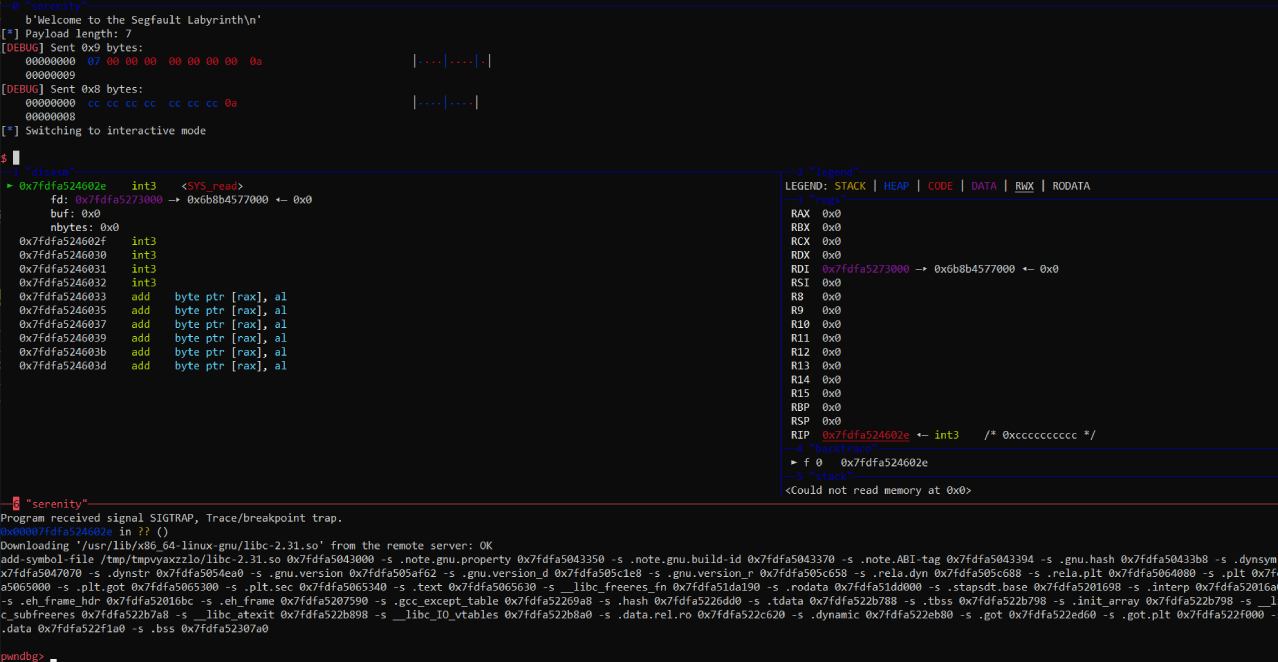 0 "serenity"
b'Welcome to the Segfault Labyrinth\n'
[*] Payload length: 7
[DEBUG] Sent 0x9 bytes:
00000000  07 00 00 00  00 00 00 00  0a  |····|····|·|
00000009
[DEBUG] Sent 0x8 bytes:
00000000  cc cc cc cc  cc cc cc 0a  |····|····|
00000008
[*] Switching to interactive mode
$
1 "disasm"
► 0x7fdfa524602e    int3    <SYS_read>
fd: 0x7fdfa5273000 —▸ 0x6b8b4577000 ◂— 0x0
buf: 0x0
nbytes: 0x0
0x7fdfa524602f    int3
0x7fdfa5246030    int3
0x7fdfa5246031    int3
0x7fdfa5246032    int3
0x7fdfa5246033    add    byte ptr [rax], al
0x7fdfa5246035    add    byte ptr [rax], al
0x7fdfa5246037    add    byte ptr [rax], al
0x7fdfa5246039    add    byte ptr [rax], al
0x7fdfa524603b    add    byte ptr [rax], al
0x7fdfa524603d    add    byte ptr [rax], al
2 "legend"
LEGEND: STACK | HEAP | CODE | DATA | RWX | RODATA
"regs"
RAX  0x0
RBX  0x0
RCX  0x0
RDX  0x0
RDI  0x7fdfa5273000 —▸ 0x6b8b4577000 ◂— 0x0
RSI  0x0
R8   0x0
R9   0x0
R10  0x0
R11  0x0
R12  0x0
R13  0x0
R14  0x0
R15  0x0
RBP  0x0
RSP  0x0
RIP  0x7fdfa524602e ◂— int3    /* 0xcccccccccc */
"backtrace"
► f 0   0x7fdfa524602e
"stack"
<Could not read memory at 0x0>
6 "serenity"
Program received signal SIGTRAP, Trace/breakpoint trap.
0x00007fdfa524602e in ?? ()
Downloading '/usr/lib/x86_64-linux-gnu/libc-2.31.so' from the remote server: OK
add-symbol-file /tmp/tmpvyaxzzlo/libc-2.31.so 0x7fdfa5043000 -s .note.gnu.property 0x7fdfa5043350 -s .note.gnu.build-id 0x7fdfa5043370 -s .note.ABI-tag 0x7fdfa5043394 -s .gnu.hash 0x7fdfa50433b8 -s .dynsym
x7fdfa5047070 -s .dynstr 0x7fdfa5054ea0 -s .gnu.version 0x7fdfa505af62 -s .gnu.version_d 0x7fdfa505c1e8 -s .gnu.version_r 0x7fdfa505c658 -s .rela.dyn 0x7fdfa505c688 -s .rela.plt 0x7fdfa5064080 -s .plt 0x7f
a5065000 -s .plt.got 0x7fdfa5065300 -s .plt.sec 0x7fdfa5065340 -s .text 0x7fdfa5065630 -s __libc_freeres_fn 0x7fdfa51da190 -s .rodata 0x7fdfa51dd000 -s .stapsdt.base 0x7fdfa5201698 -s .interp 0x7fdfa52016a
-s .eh_frame_hdr 0x7fdfa52016bc -s .eh_frame 0x7fdfa5207590 -s .gcc_except_table 0x7fdfa52269a8 -s .hash 0x7fdfa5226dd0 -s .tdata 0x7fdfa522b788 -s .tbss 0x7fdfa522b798 -s .init_array 0x7fdfa522b798 -s __l
c_subfreeres 0x7fdfa522b7a8 -s __libc_atexit 0x7fdfa522b898 -s __libc_IO_vtables 0x7fdfa522b8a0 -s .data.rel.ro 0x7fdfa522c620 -s .dynamic 0x7fdfa522eb80 -s .got 0x7fdfa522ed60 -s .got.plt 0x7fdfa522f000 -
.data 0x7fdfa522f1a0 -s .bss 0x7fdfa52307a0
pwndbg>